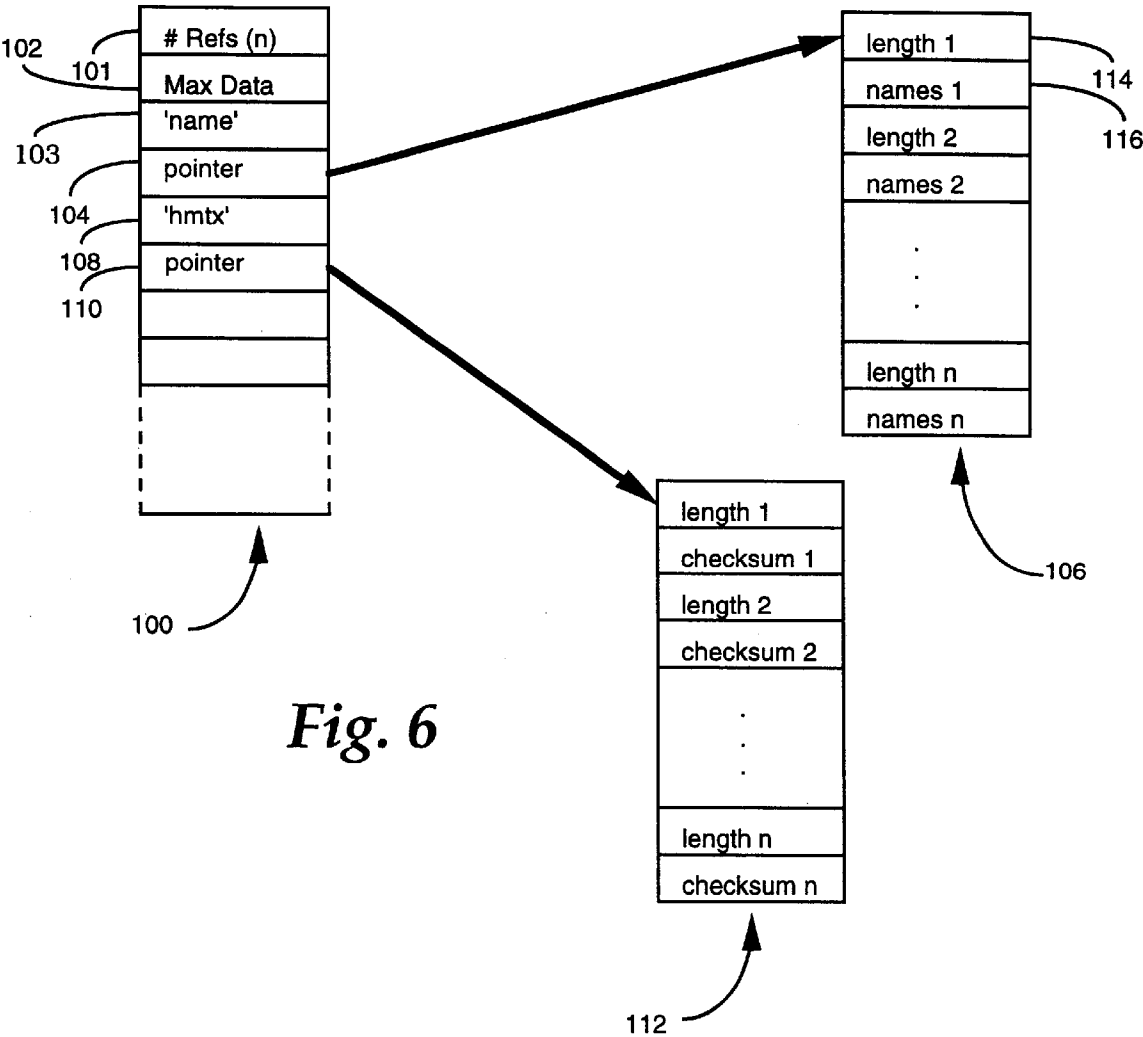 # Refs (n)
Max Data
'name'
pointer
'hmtx'
pointer
101
102
103
104
108
110
100
length 1
names 1
length 2
names 2
.
.
.
length n
names n
114
116
106
length 1
checksum 1
length 2
checksum 2
.
.
.
length n
checksum n
112
Fig. 6